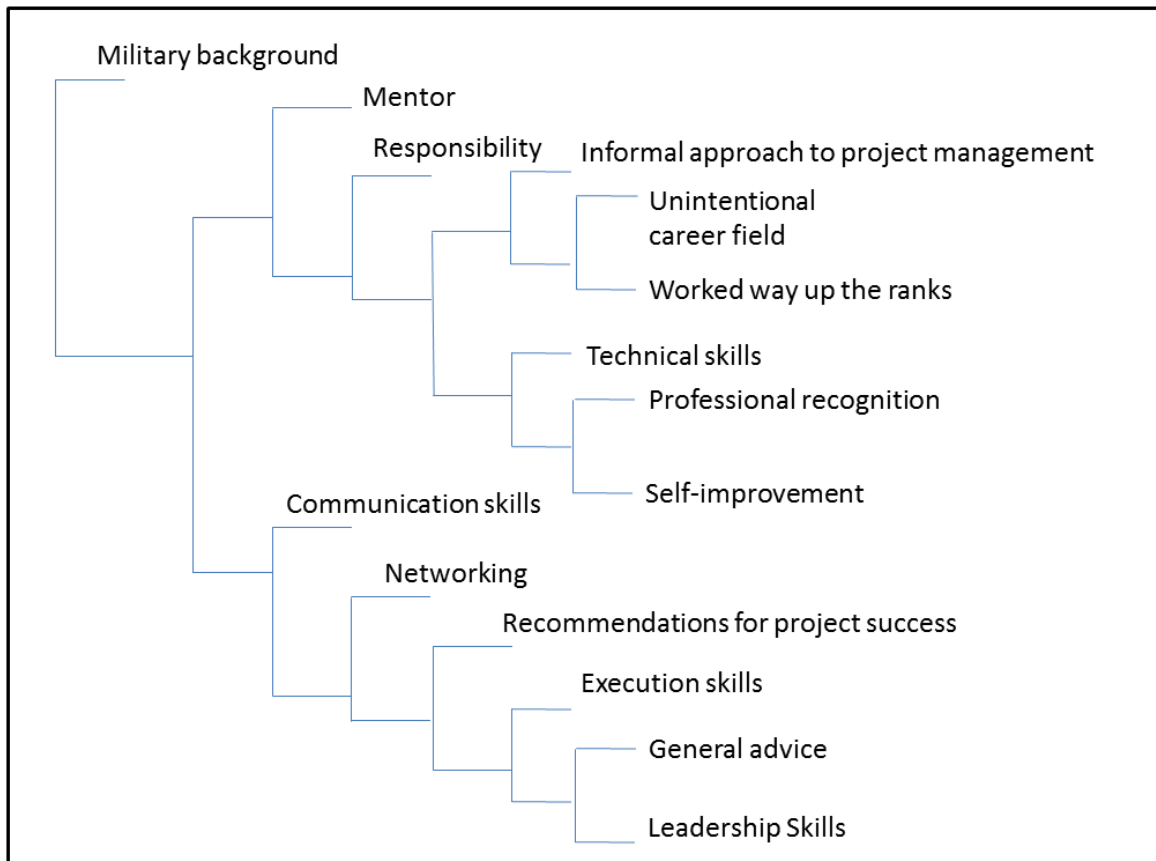 Military background
Mentor
Responsibility
Informal approach to project management
Unintentional
career field
Worked way up the ranks
Technical skills
Professional recognition
Self-improvement
Communication skills
Networking
Recommendations for project success
Execution skills
General advice
Leadership Skills